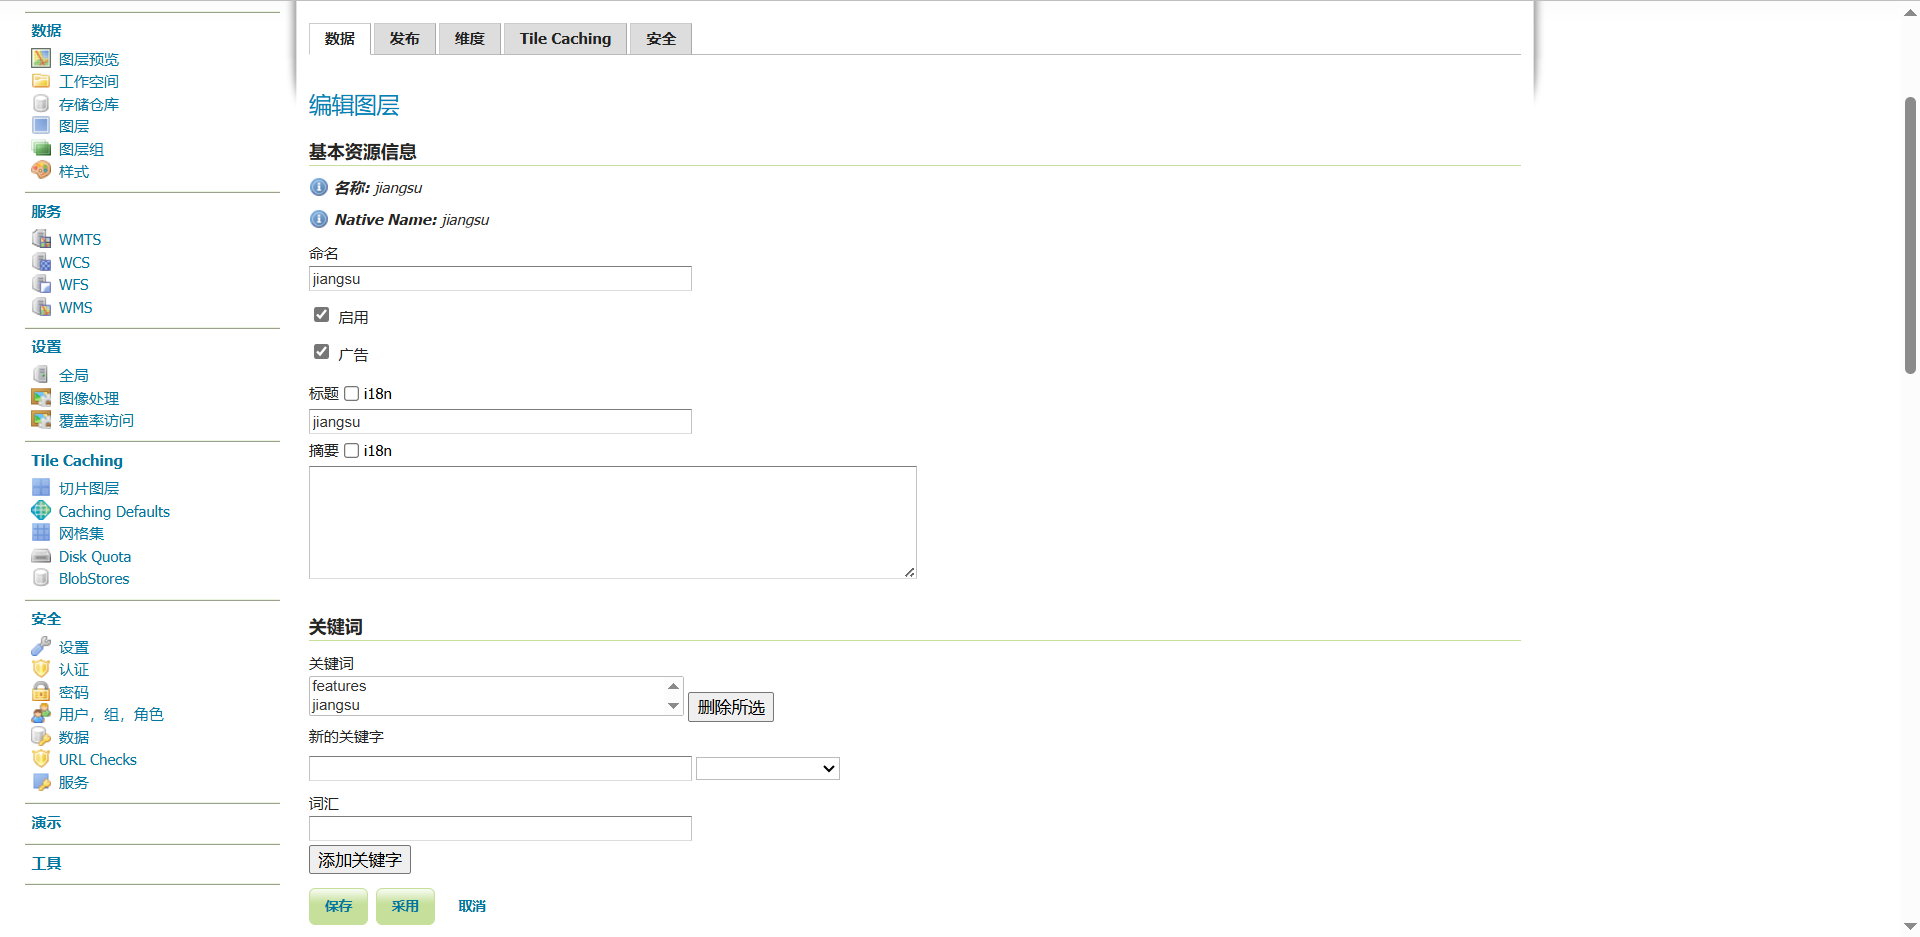 数据
图层预览
工作空间
存储仓库
图层
图层组
样式
服务
WMTS
WCS
WFS
WMS
设置
全局
图像处理
覆盖率访问
Tile Caching
切片图层
Caching Defaults
网格集
Disk Quota
BlobStores
安全
设置
认证
密码
用户，组，角色
数据
URL Checks
服务
演示
工具
数据 发布 维度 Tile Caching 安全
编辑图层
基本资源信息
名称: jiangsu
Native Name: jiangsu
命名
jiangsu
启用
广告
标题 i18n
jiangsu
摘要 i18n
关键词
关键词
features
jiangsu
删除所选
新的关键字
词汇
添加关键字
保存 采用 取消